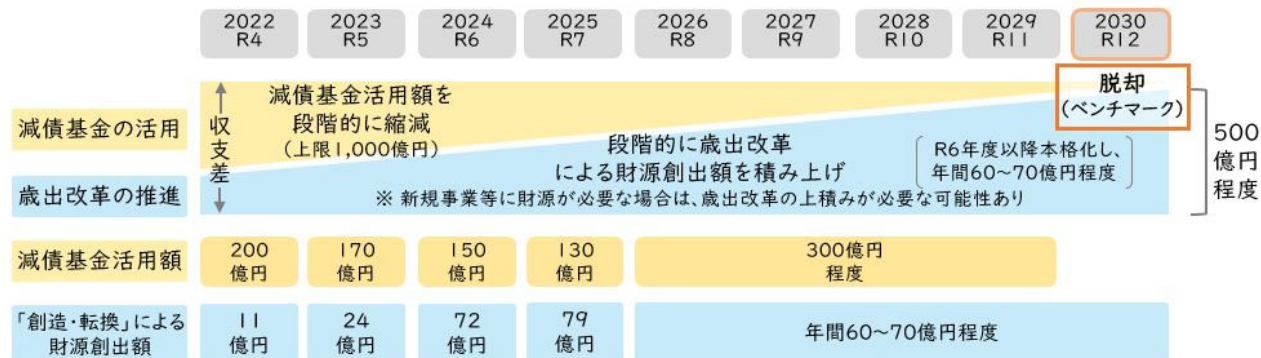 2022 2023 2024 2025 2026 2027 2028 2029 2030
R4 R5 R6 R7 R8 R9 R10 R11 R12
減債基金の活用
歳出改革の推進
収支差
減債基金活用額を
段階的に縮減
(上限1,000億円)
段階的に歳出改革
による財源創出額を積み上げ
R6年度以降本格化し、
年間60~70億円程度
※ 新規事業等に財源が必要な場合は、歳出改革の上積みが必要な可能性あり
脱却
(ベンチマーク)
500
億円
程度
減債基金活用額
200
億円
170
億円
150
億円
130
億円
300億円
程度
「創造・転換」による
財源創出額
11
億円
24
億円
72
億円
79
億円
年間60~70億円程度